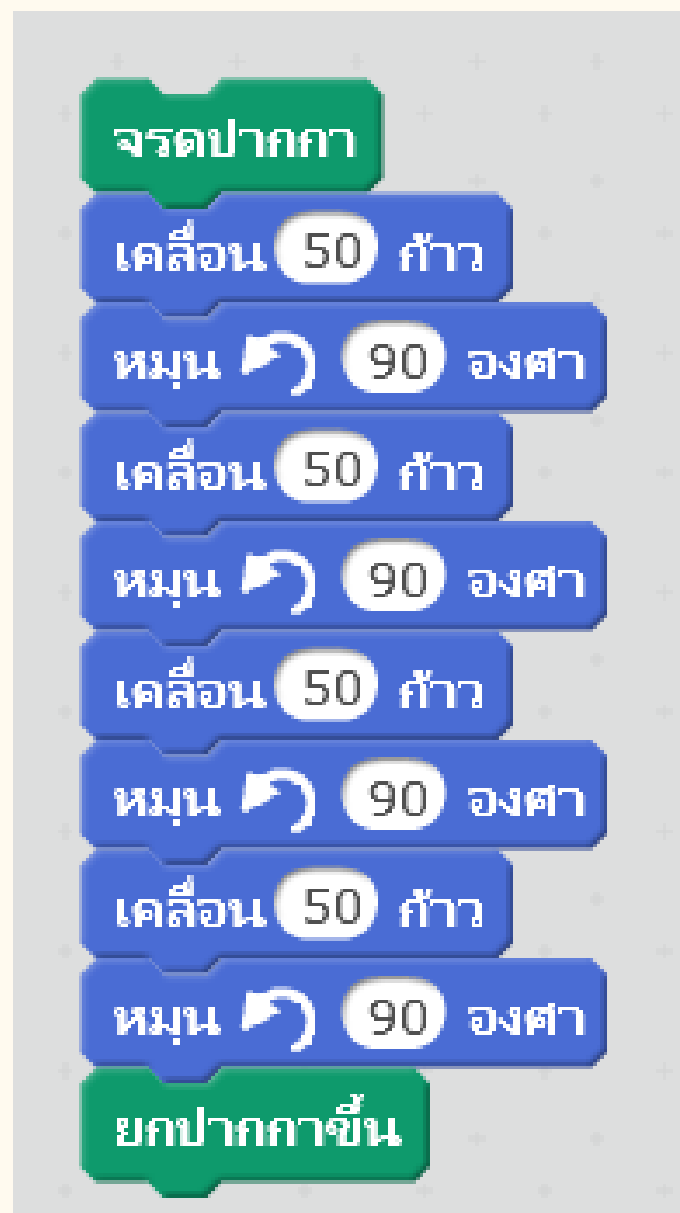 จรดปากกา
เคลื่อน 50 ก้าว
หมุน 90 องศา
เคลื่อน 50 ก้าว
หมุน 90 องศา
เคลื่อน 50 ก้าว
หมุน 90 องศา
เคลื่อน 50 ก้าว
หมุน 90 องศา
ยกปากกาขึ้น